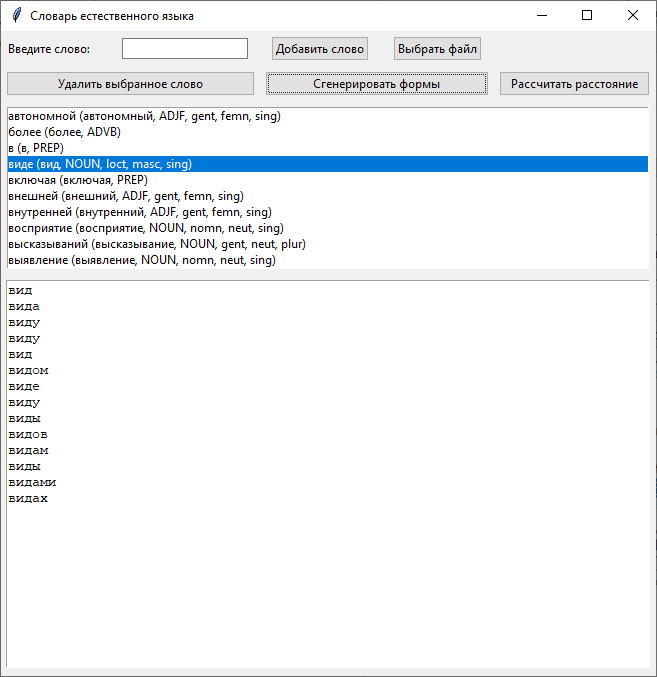 Словарь естественного языка
Введите слово:
Добавить слово
Выбрать файл
Удалить выбранное слово
Сгенерировать формы
Рассчитать расстояние
автономной (автономный, ADJF, gent, femn, sing)
более (более, ADVB)
в (в, PREP)
виде (вид, NOUN, loct, masc, sing)
включая (включая, PREP)
внешней (внешний, ADJF, gent, femn, sing)
внутренней (внутренний, ADJF, gent, femn, sing)
восприятие (восприятие, NOUN, nomn, neut, sing)
высказываний (высказывание, NOUN, gent, neut, plur)
выявление (выявление, NOUN, nomn, neut, sing)
вид
вида
виду
виду
вид
видом
виде
виду
виды
видов
видам
виды
видами
видах